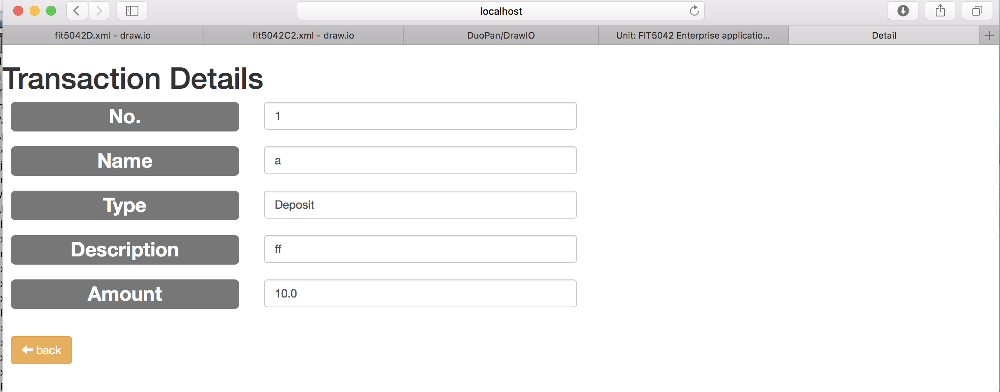 localhost
fit5042D.xml - draw.io
fit5042C2.xml - draw.io
DuoPan/DrawIO
Unit: FIT5042 Enterprise applicatio...
Detail
Transaction Details
No.
1
Name
a
Type
Deposit
Description
ff
Amount
10.0
back